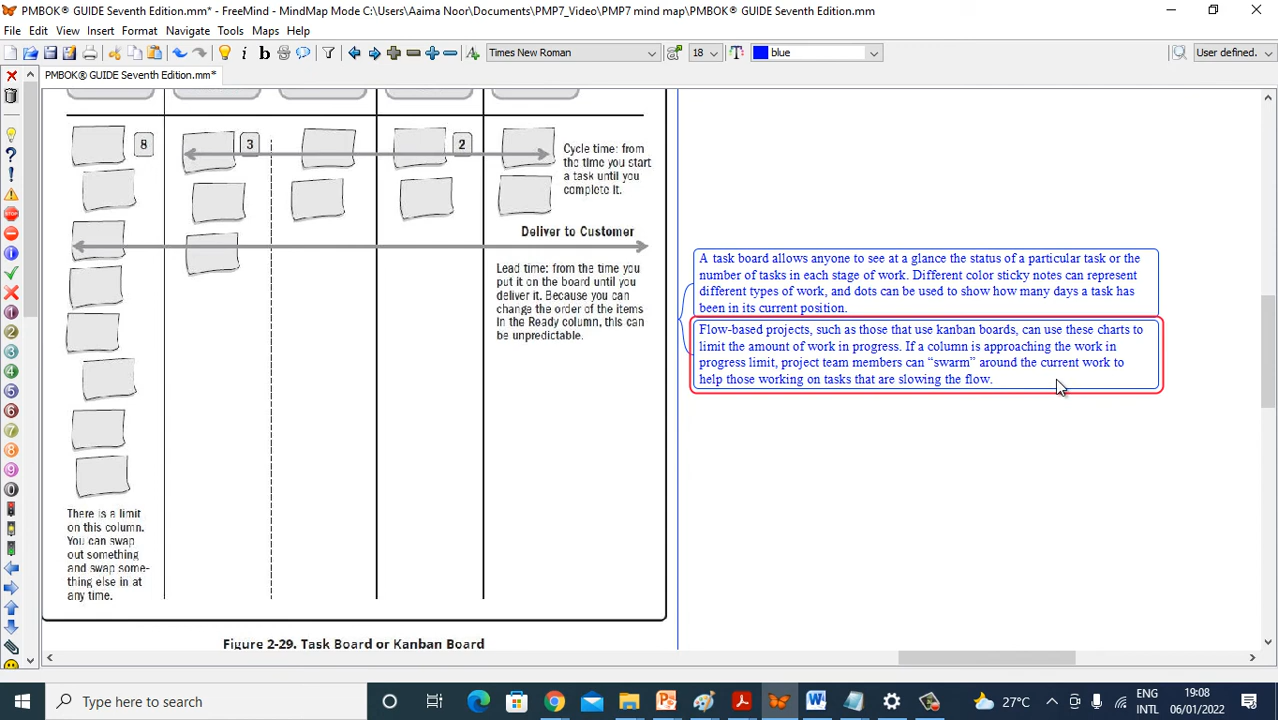 PMBOK® GUIDE Seventh Edition.mm* - FreeMind - MindMap Mode C:\Users\Aaima Noor\Documents\PMP7_Video\PMP7 mind map\PMBOK® GUIDE Seventh Edition.mm
File Edit View Insert Format Navigate Tools Maps Help
Times New Roman 18 blue User defined.
PMBOK® GUIDE Seventh Edition.mm*
8 3 2
Cycle time: from
the time you start
a task until you
complete it.
Deliver to Customer
Lead time: from the time you
put it on the board until you
deliver it. Because you can
change the order of the items
in the Ready column, this can
be unpredictable.
There is a limit
on this column.
You can swap
out something
and swap some-
thing else in at
any time.
Figure 2-29. Task Board or Kanban Board
A task board allows anyone to see at a glance the status of a particular task or the
number of tasks in each stage of work. Different color sticky notes can represent
different types of work, and dots can be used to show how many days a task has
been in its current position.
Flow-based projects, such as those that use kanban boards, can use these charts to
limit the amount of work in progress. If a column is approaching the work in
progress limit, project team members can “swarm” around the current work to
help those working on tasks that are slowing the flow.
Type here to search
27°C
ENG
INTL
19:08
06/01/2022